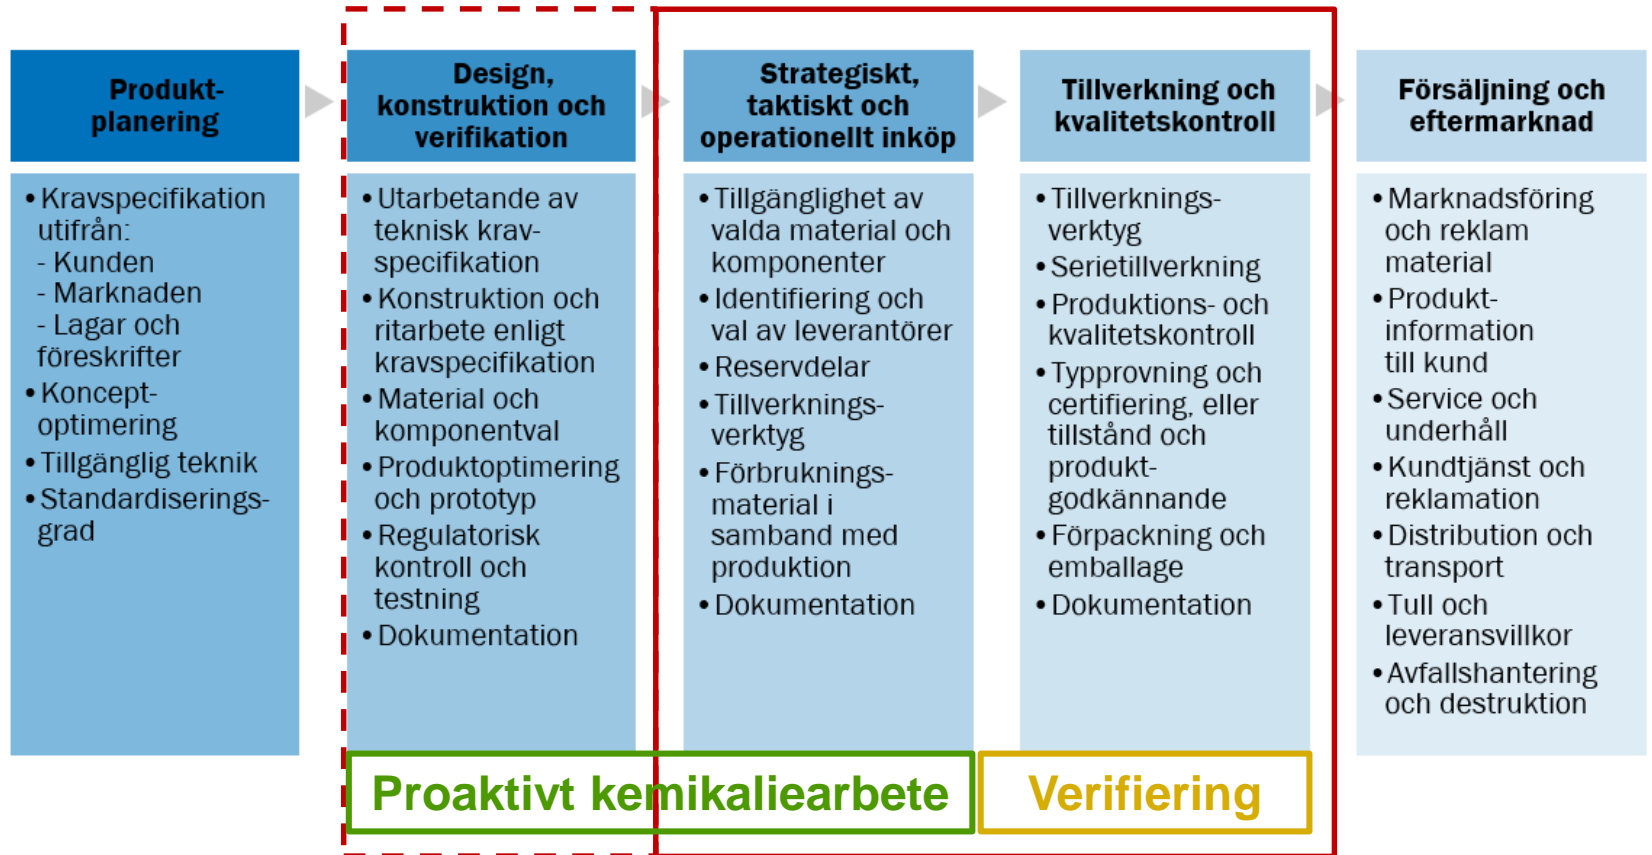 Produkt-
planering
Design,
konstruktion och
verifikation
Strategiskt,
taktiskt och
operationellt inköp
Tillverkning och
kvalitetskontroll
Försäljning och
eftermarknad
•Kravspecifikation
utifrån:
- Kunden
- Marknaden
- Lagar och
föreskrifter
•Koncept-
optimering
•Tillgänglig teknik
•Standardiserings-
grad
•Utarbetande av
teknisk krav-
specifikation
•Konstruktion och
ritarbete enligt
kravspecifikation
•Material och
komponentval
•Produktoptimering
och prototyp
•Regulatorisk
kontroll och
testning
•Dokumentation
•Tillgänglighet av
valda material och
komponenter
•Identifiering och
val av leverantörer
•Reservdelar
•Tillverknings-
verktyg
•Förbruknings-
material i
samband med
produktion
•Dokumentation
•Tillverknings-
verktyg
•Serietillverkning
•Produktions- och
kvalitetskontroll
•Typprovning och
certifiering, eller
tillstånd och
produkt-
godkännande
•Förpackning och
emballage
•Dokumentation
•Marknadsföring
och reklam
material
•Produkt-
information
till kund
•Service och
underhåll
•Kundtjänst och
reklamation
•Distribution och
transport
•Tull och
leveransvillkor
•Avfallshantering
och destruktion
Proaktivt kemikaliearbete
Verifiering